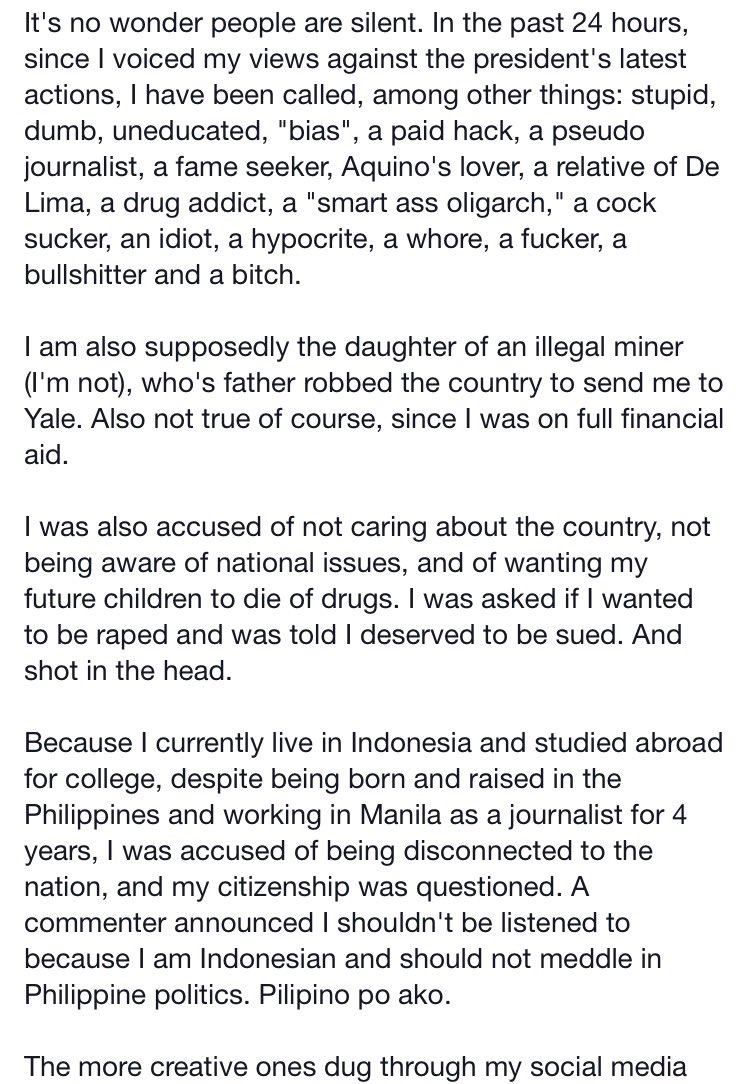 It's no wonder people are silent. In the past 24 hours,
since I voiced my views against the president's latest
actions, I have been called, among other things: stupid,
dumb, uneducated, "bias", a paid hack, a pseudo
journalist, a fame seeker, Aquino's lover, a relative of De
Lima, a drug addict, a "smart ass oligarch," a cock
sucker, an idiot, a hypocrite, a whore, a fucker, a
bullshitter and a bitch.
I am also supposedly the daughter of an illegal miner
(I'm not), who's father robbed the country to send me to
Yale. Also not true of course, since I was on full financial
aid.
I was also accused of not caring about the country, not
being aware of national issues, and of wanting my
future children to die of drugs. I was asked if I wanted
to be raped and was told I deserved to be sued. And
shot in the head.
Because I currently live in Indonesia and studied abroad
for college, despite being born and raised in the
Philippines and working in Manila as a journalist for 4
years, I was accused of being disconnected to the
nation, and my citizenship was questioned. A
commenter announced I shouldn't be listened to
because I am Indonesian and should not meddle in
Philippine politics. Pilipino po ako.
The more creative ones dug through my social media